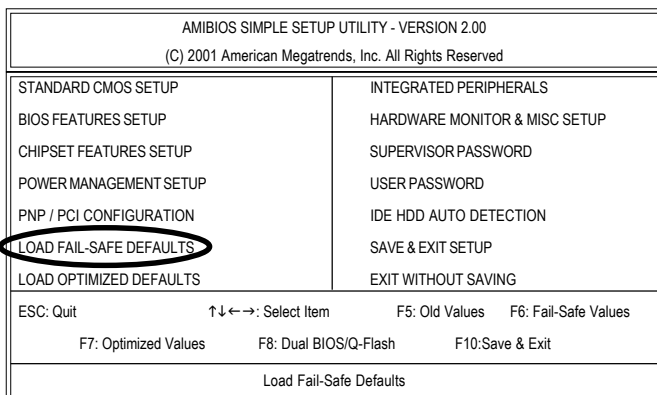 AMIBIOS SIMPLE SETUP UTILITY - VERSION 2.00
(C) 2001 American Megatrends, Inc. All Rights Reserved
STANDARD CMOS SETUP
BIOS FEATURES SETUP
CHIPSET FEATURES SETUP
POWER MANAGEMENT SETUP
PNP / PCI CONFIGURATION
LOAD FAIL-SAFE DEFAULTS
LOAD OPTIMIZED DEFAULTS
INTEGRATED PERIPHERALS
HARDWARE MONITOR & MISC SETUP
SUPERVISOR PASSWORD
USER PASSWORD
IDE HDD AUTO DETECTION
SAVE & EXIT SETUP
EXIT WITHOUT SAVING
ESC: Quit ↑↓←→: Select Item F5: Old Values F6: Fail-Safe Values
F7: Optimized Values F8: Dual BIOS/Q-Flash F10:Save & Exit
Load Fail-Safe Defaults